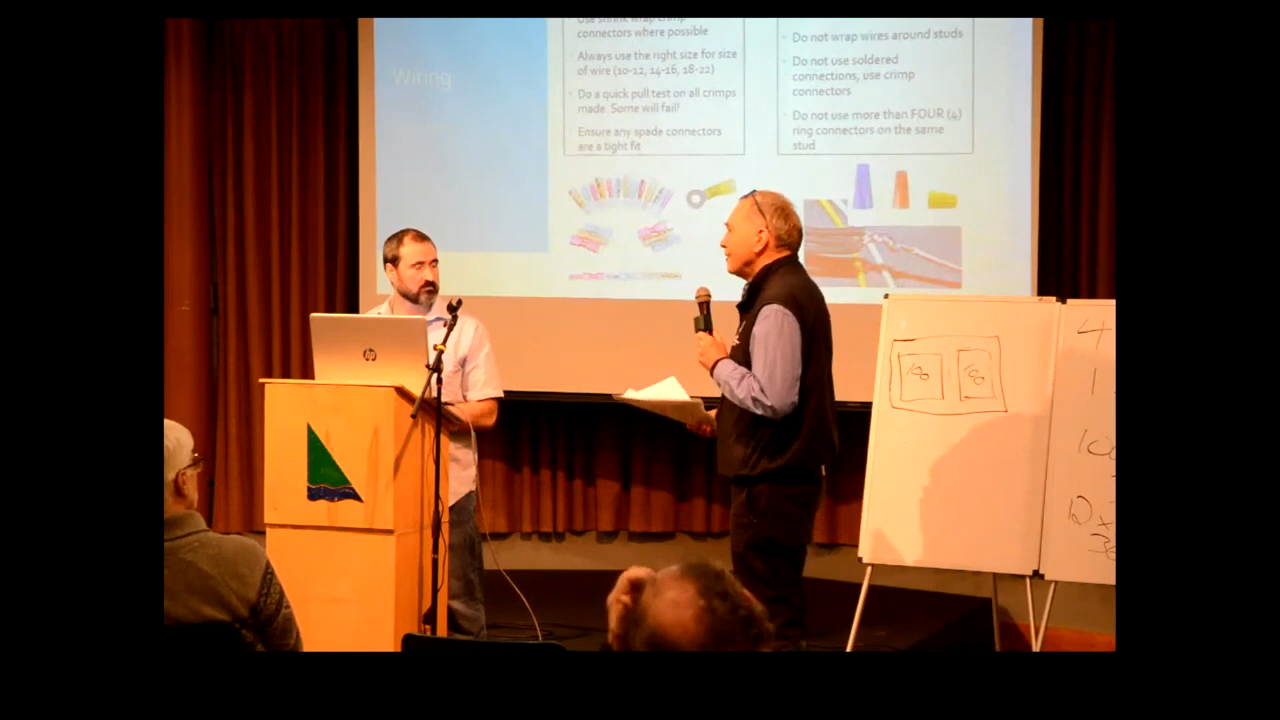 Wiring
Use shrink wrap crimp
connectors where possible
Always use the right size for size
of wire (10-12, 14-16, 18-22)
Do a quick pull test on all crimps
made. Some will fail!
Ensure any spade connectors
are a tight fit
Do not wrap wires around studs
Do not use soldered
connections, use crimp
connectors
Do not use more than FOUR (4)
ring connectors on the same
stud
hp
4
1
12 x